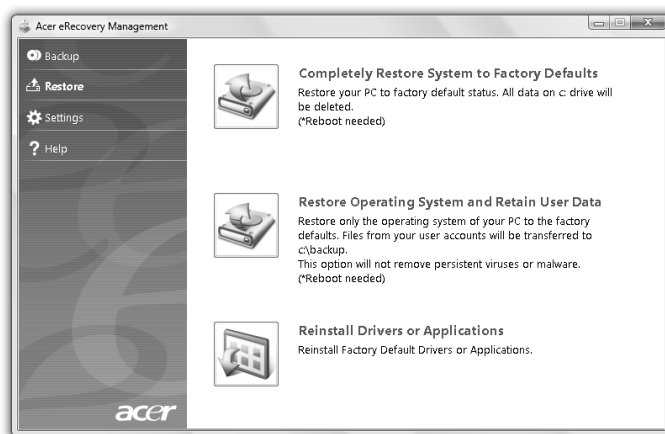 Acer eRecovery Management
Backup
Restore
Settings
Help
Completely Restore System to Factory Defaults
Restore your PC to factory default status. All data on c: drive will
be deleted.
(*Reboot needed)
Restore Operating System and Retain User Data
Restore only the operating system of your PC to the factory
defaults. Files from your user accounts will be transferred to
c:\backup.
This option will not remove persistent viruses or malware.
(*Reboot needed)
Reinstall Drivers or Applications
Reinstall Factory Default Drivers or Applications.
acer